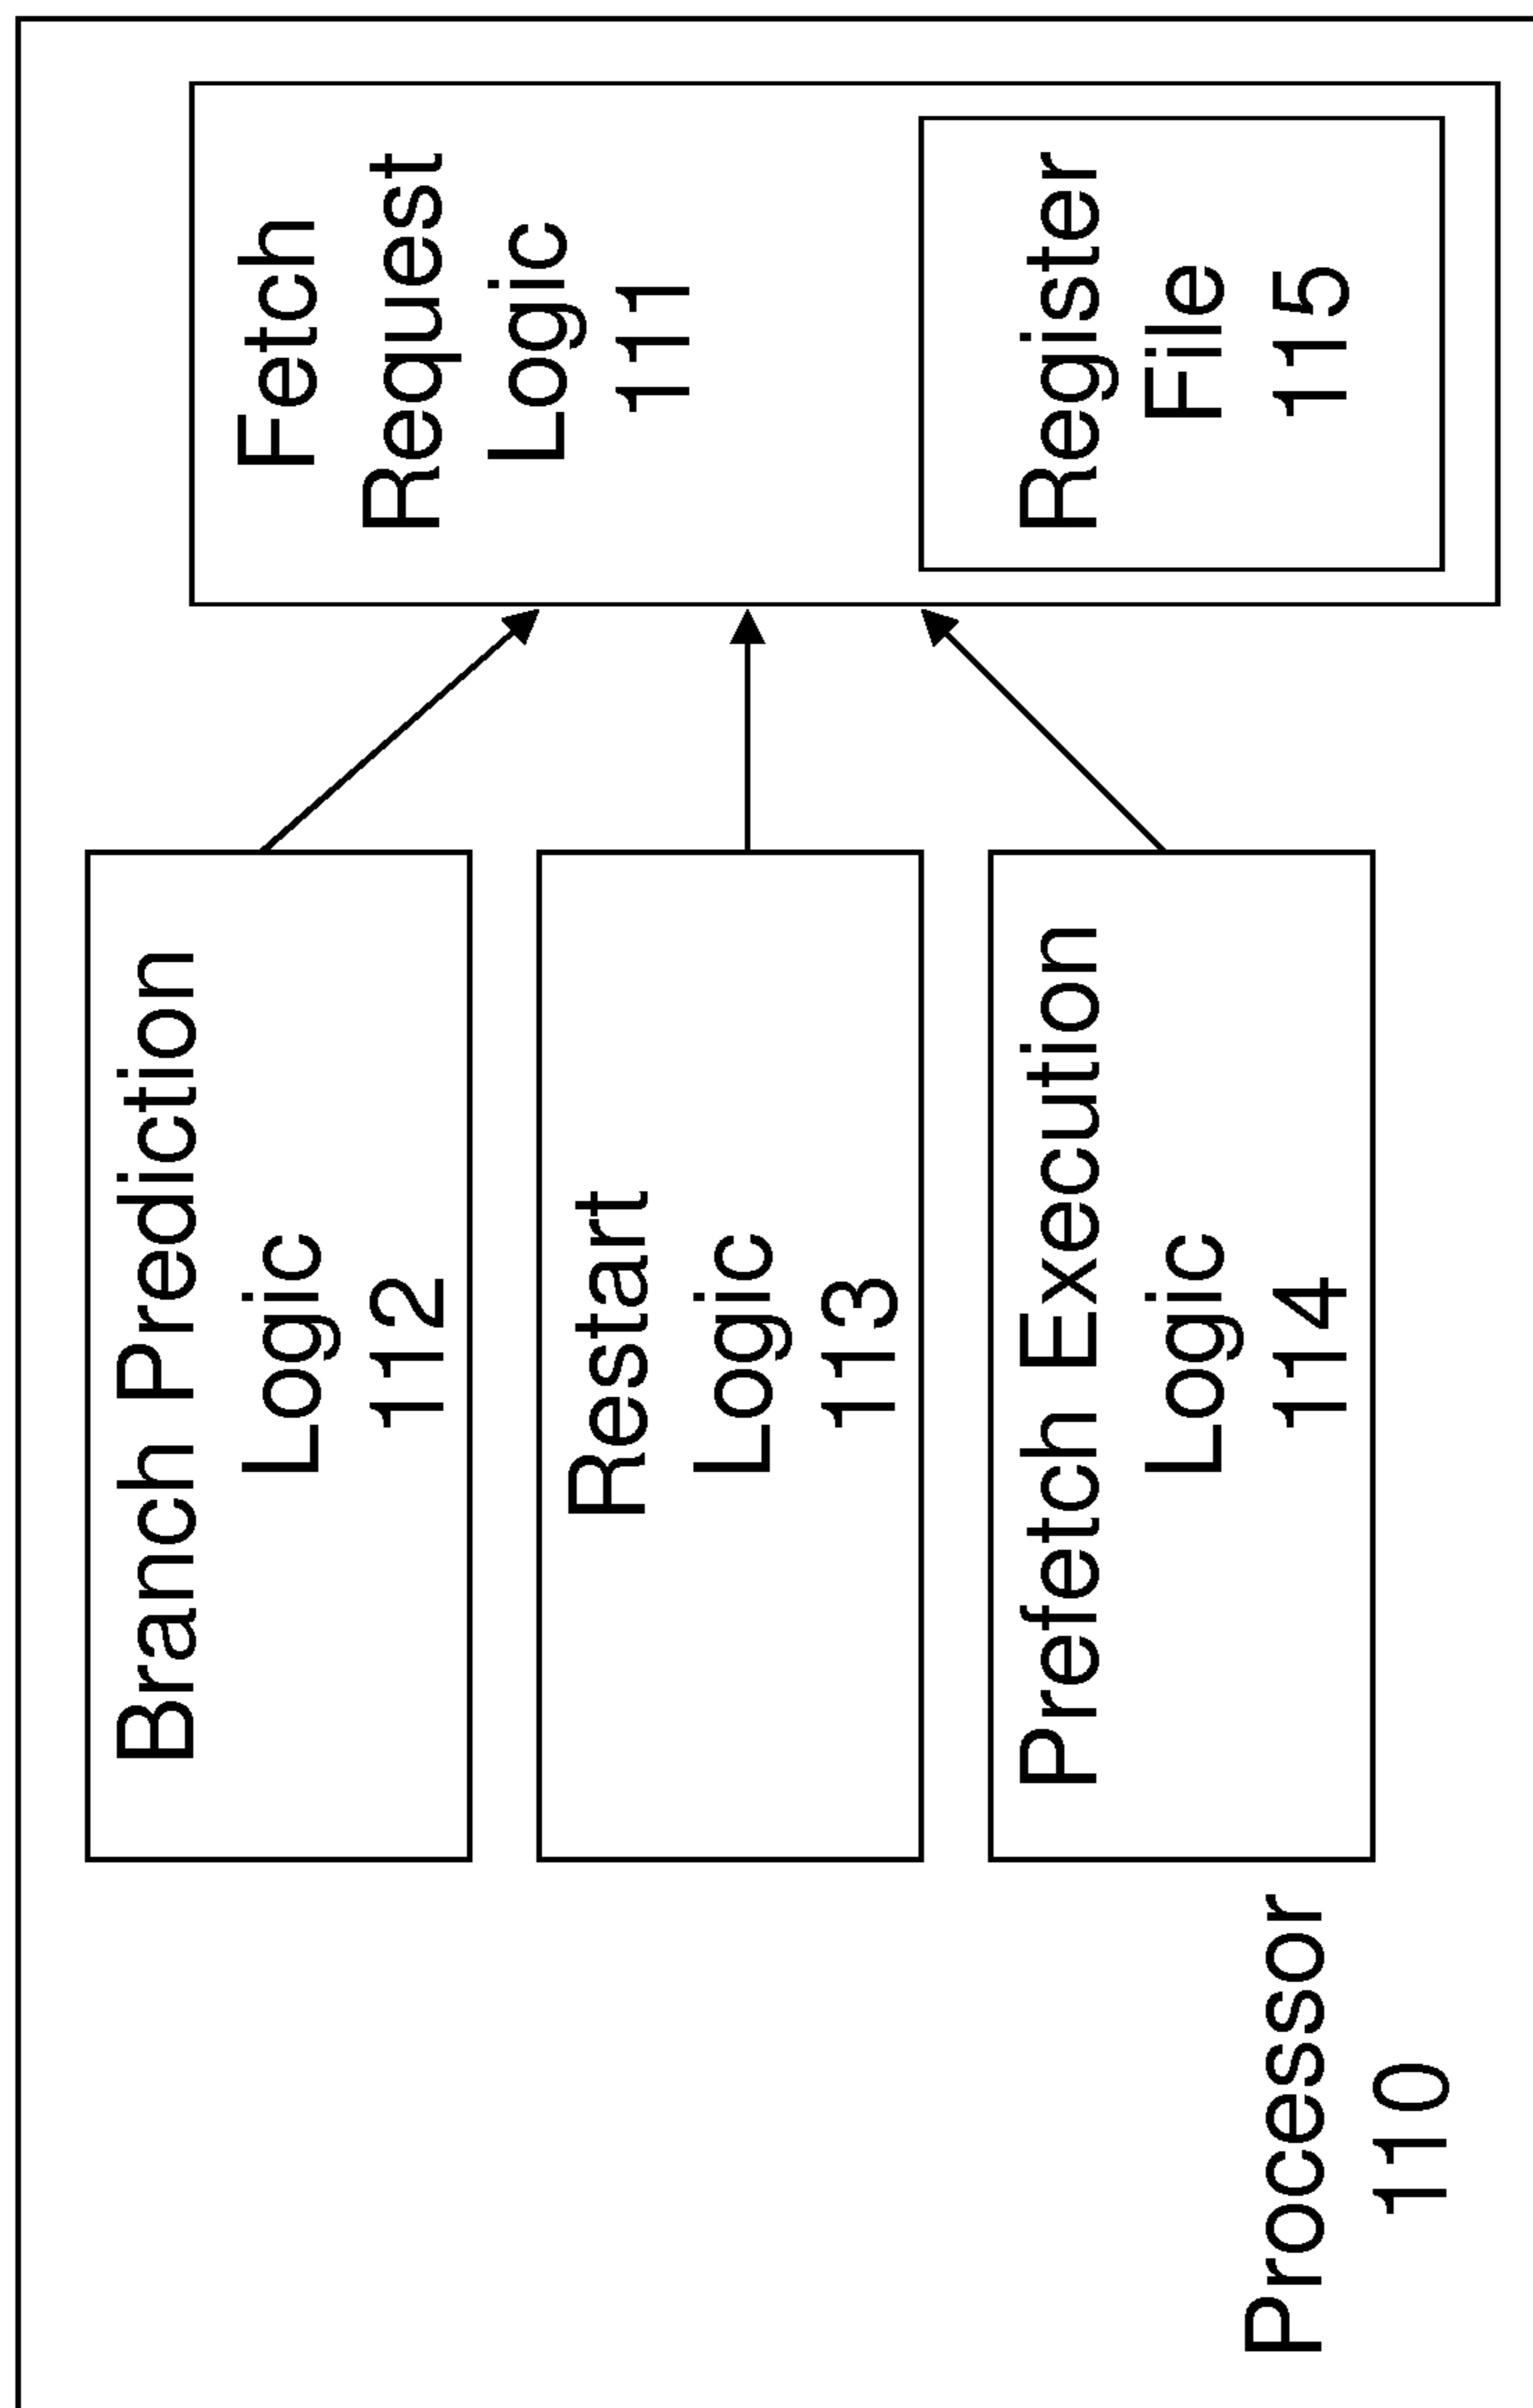 Branch Prediction
Logic
112
Restart
Logic
113
Prefetch Execution
Logic
114
Fetch
Request
Logic
111
Register
File
115
Processor
110